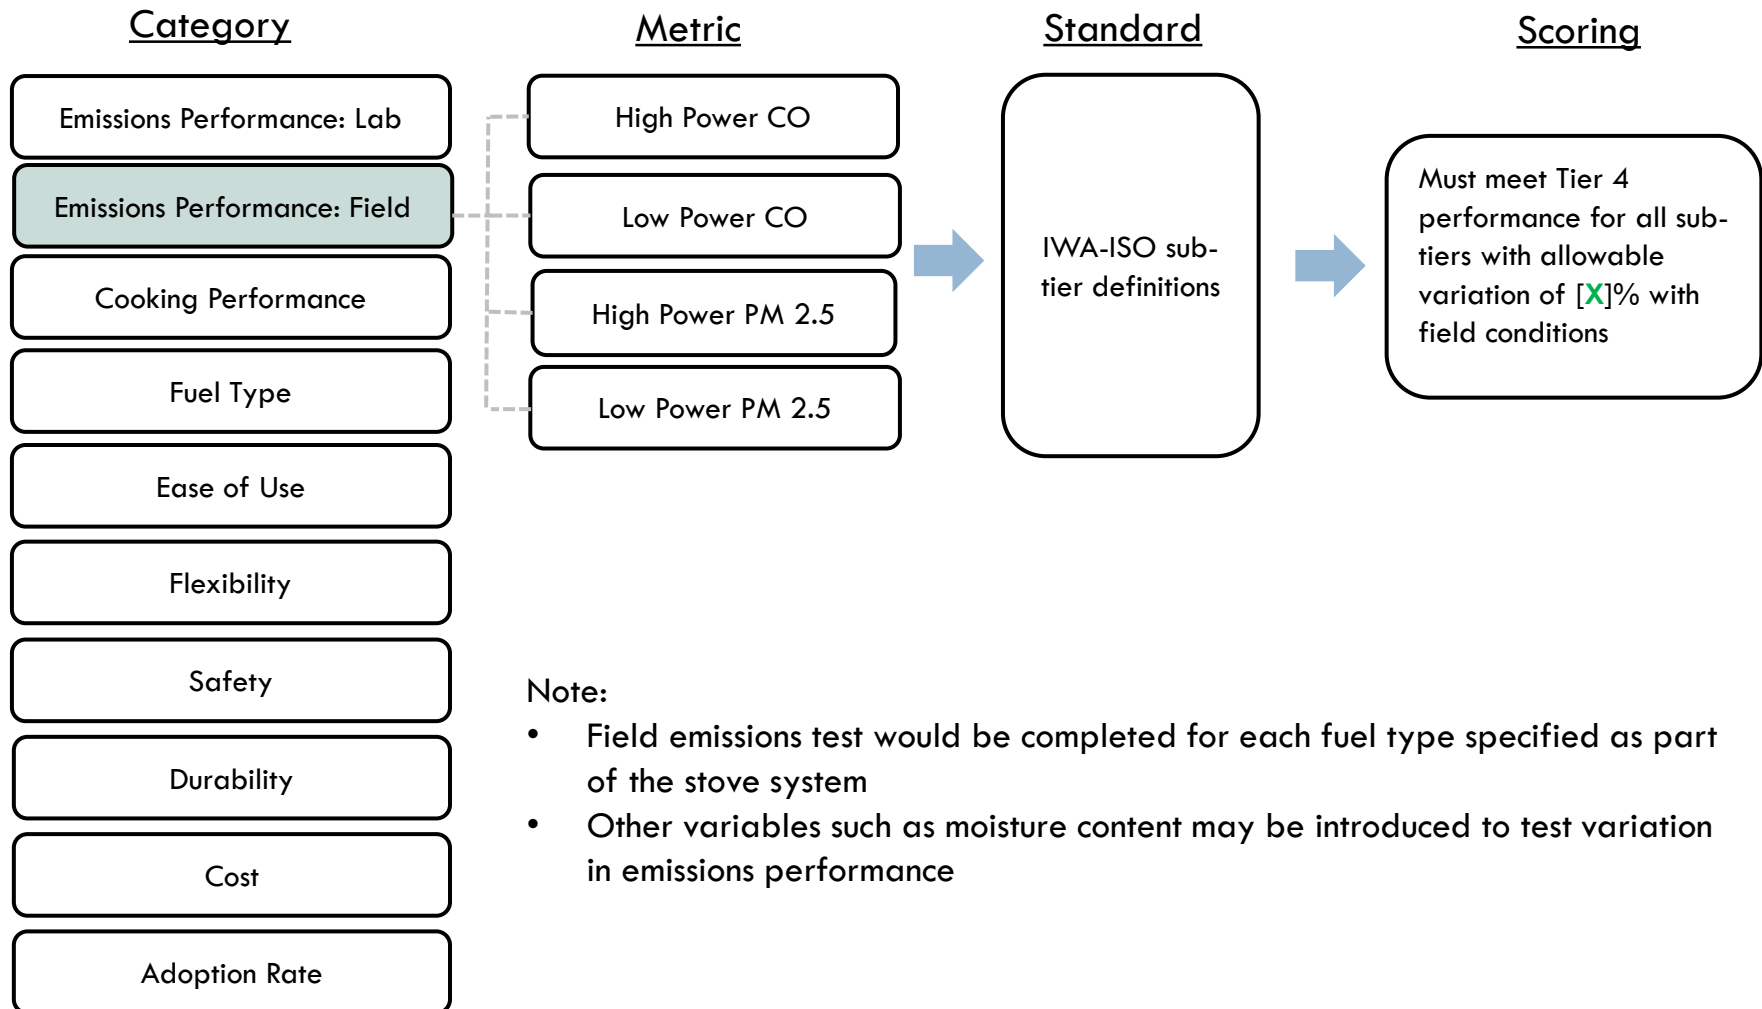 Category
Metric
Standard
Scoring
Emissions Performance: Lab
Emissions Performance: Field
Cooking Performance
Fuel Type
Ease of Use
Flexibility
Safety
Durability
Cost
Adoption Rate
High Power CO
Low Power CO
High Power PM 2.5
Low Power PM 2.5
IWA-ISO sub-
tier definitions
Must meet Tier 4
performance for all sub-
tiers with allowable
variation of [X]% with
field conditions
Note:
• Field emissions test would be completed for each fuel type specified as part
of the stove system
• Other variables such as moisture content may be introduced to test variation
in emissions performance